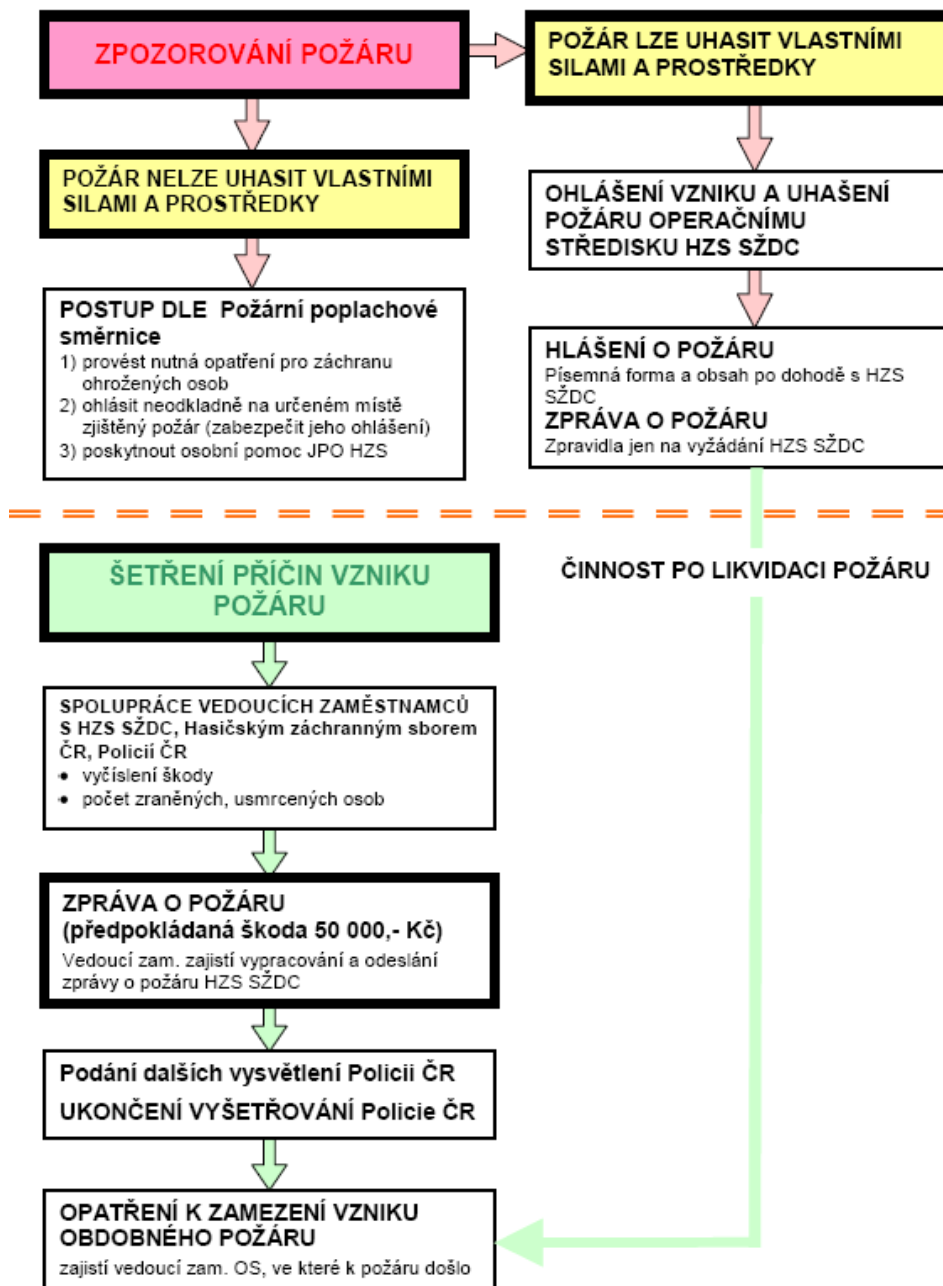 ZPOZOROVÁNÍ POŽÁRU
POŽÁR LZE UHASIT VLASTNÍMI
SILAMI A PROSTŘEDKY
POŽÁR NELZE UHASIT VLASTNÍMI
SILAMI A PROSTŘEDKY
OHLÁŠENÍ VZNIKU A UHAŠENÍ
POŽÁRU OPERAČNÍMU
STŘEDISKU HZS SŽDC
POSTUP DLE Požární poplachové
směrnice
1) provést nutná opatření pro záchranu
ohrožených osob
2) ohlásit neodkladně na určeném místě
zjištěný požár (zabezpečit jeho ohlášení)
3) poskytnout osobní pomoc JPO HZS
HLÁŠENÍ O POŽÁRU
Písemná forma a obsah po dohodě s HZS
SŽDC
ZPRÁVA O POŽÁRU
Zpravidla jen na vyžádání HZS SŽDC
ČINNOST PO LIKVIDACI POŽÁRU
ŠETŘENÍ PŘÍČIN VZNIKU
POŽÁRU
SPOLUPRÁCE VEDOUCÍCH ZAMĚSTNANCŮ
S HZS SŽDC, Hasičským záchranným sborem
ČR, Policií ČR
• vyčíslení škody
• počet zraněných, usmrcených osob
ZPRÁVA O POŽÁRU
(předpokládaná škoda 50 000,- Kč)
Vedoucí zam. zajistí vypracování a odeslání
zprávy o požáru HZS SŽDC
Podání dalších vysvětlení Policii ČR
UKONČENÍ VYŠETŘOVÁNÍ Policie ČR
OPATŘENÍ K ZAMEZENÍ VZNIKU
OBDOBNÉHO POŽÁRU
zajistí vedoucí zam. OS, ve které k požáru došlo